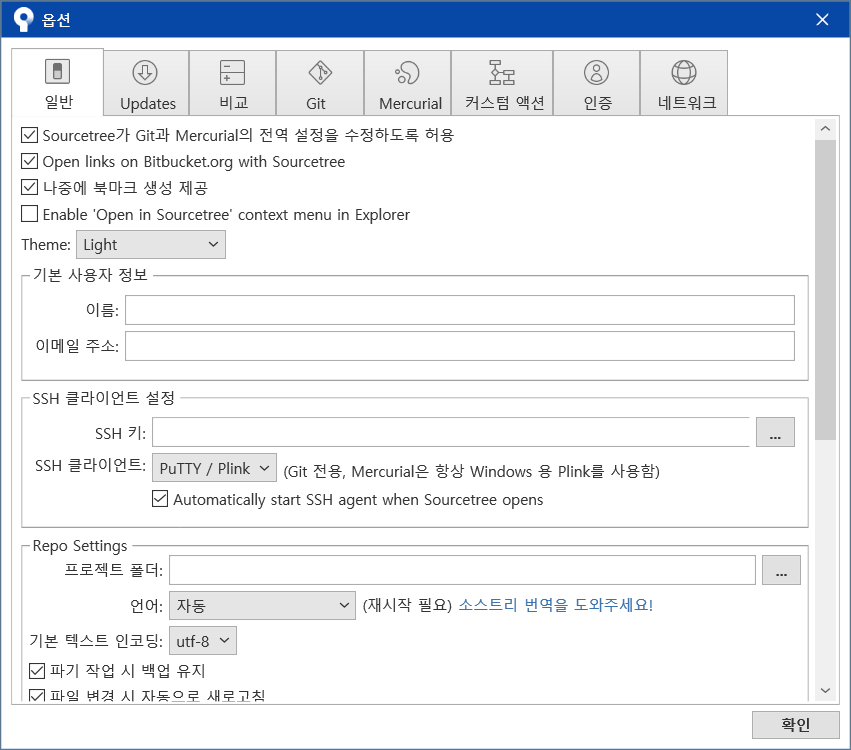 옵션
일반
Updates
비교
Git
Mercurial
커스텀 액션
인증
네트워크
Sourcetree가 Git과 Mercurial의 전역 설정을 수정하도록 허용
Open links on Bitbucket.org with Sourcetree
나중에 북마크 생성 제공
Enable 'Open in Sourcetree' context menu in Explorer
Theme: Light
기본 사용자 정보
이름:
이메일 주소:
SSH 클라이언트 설정
SSH 키: ...
SSH 클라이언트: PuTTY / Plink (Git 전용, Mercurial은 항상 Windows 용 Plink를 사용함)
Automatically start SSH agent when Sourcetree opens
Repo Settings
프로젝트 폴더: ...
언어: 자동 (재시작 필요) 소스트리 번역을 도와주세요!
기본 텍스트 인코딩: utf-8
파기 작업 시 백업 유지
파일 변경 시 자동으로 새로고침
확인